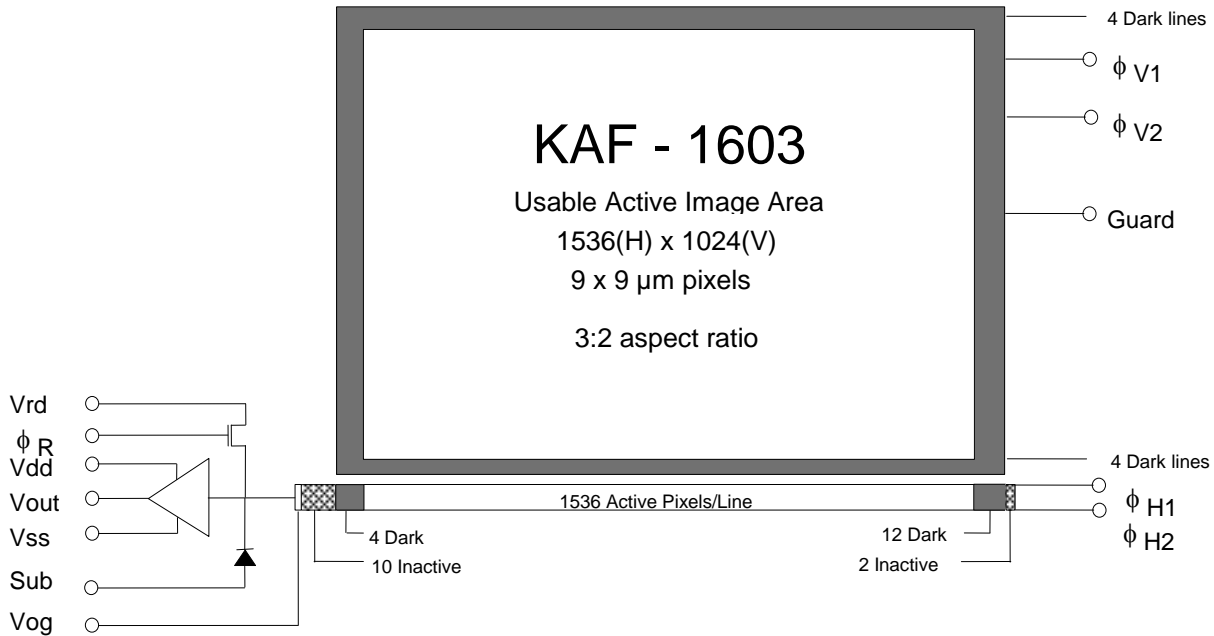 4 Dark lines
ϕ V1
ϕ V2
KAF - 1603
Usable Active Image Area
1536(H) x 1024(V)
9 x 9 µm pixels
3:2 aspect ratio
Guard
Vrd
ϕ R
Vdd
Vout
Vss
Sub
Vog
4 Dark lines
1536 Active Pixels/Line
ϕ H1
ϕ H2
4 Dark
10 Inactive
12 Dark
2 Inactive